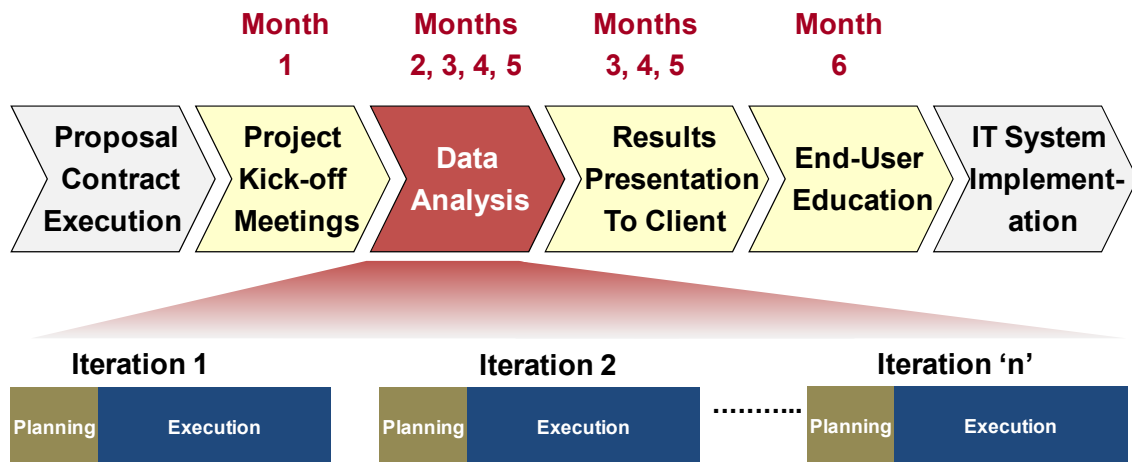 Month
1
Months
2, 3, 4, 5
Months
3, 4, 5
Month
6
Proposal
Contract
Execution
Project
Kick-off
Meetings
Data
Analysis
Results
Presentation
To Client
End-User
Education
IT System
Implement-
ation
Iteration 1
Iteration 2
Iteration ‘n’
Planning
Execution
Planning
Execution
...........
Planning
Execution